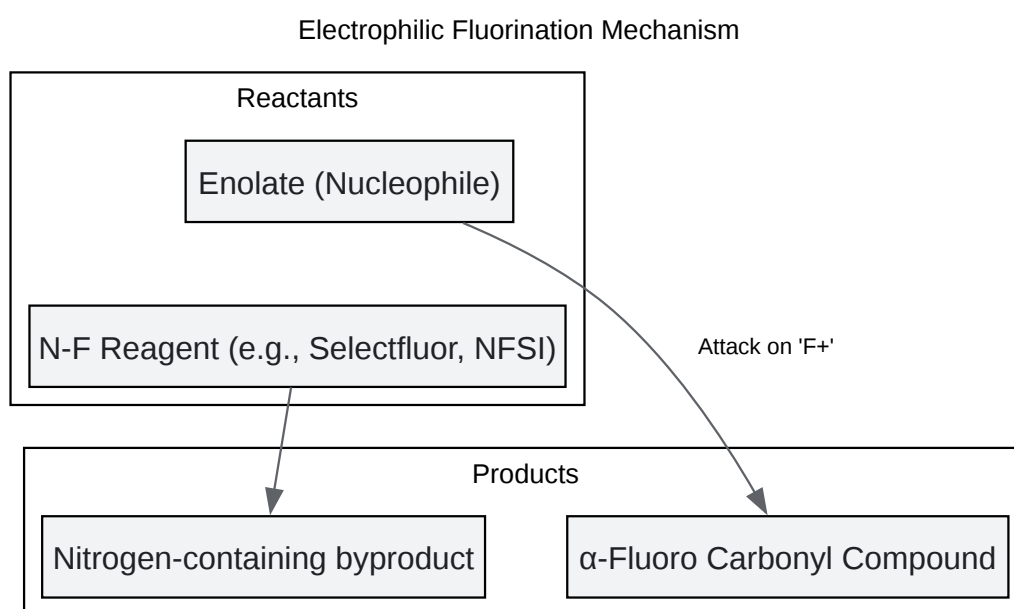 Electrophilic Fluorination Mechanism
Reactants
Enolate (Nucleophile)
N-F Reagent (e.g., Selectfluor, NFSI)
Attack on 'F+'
Products
Nitrogen-containing byproduct
α-Fluoro Carbonyl Compound